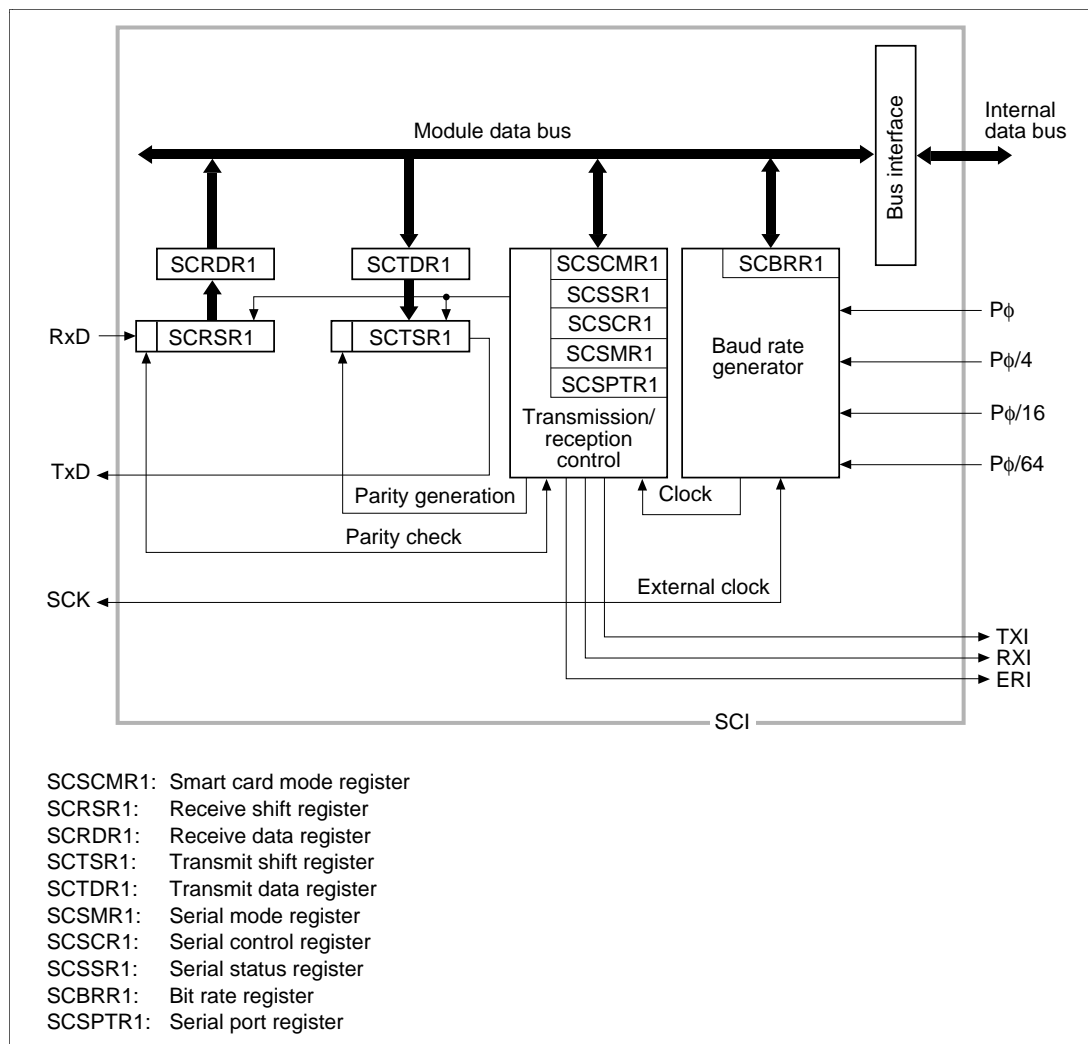 Module data bus
Bus interface
Internal
data bus
SCRDR1
SCTDR1
SCSCMR1
SCBRR1
SCSSR1
RxD
SCRSR1
SCTSR1
SCSCR1
SCSMR1
SCSPTR1
Baud rate
generator
Pϕ
Pϕ/4
Pϕ/16
Pϕ/64
Transmission/
reception
control
TxD
Parity generation
Clock
Parity check
SCK
External clock
TXI
RXI
ERI
SCI
SCSCMR1: Smart card mode register
SCRSR1: Receive shift register
SCRDR1: Receive data register
SCTSR1: Transmit shift register
SCTDR1: Transmit data register
SCSMR1: Serial mode register
SCSCR1: Serial control register
SCSSR1: Serial status register
SCBRR1: Bit rate register
SCSPTR1: Serial port register